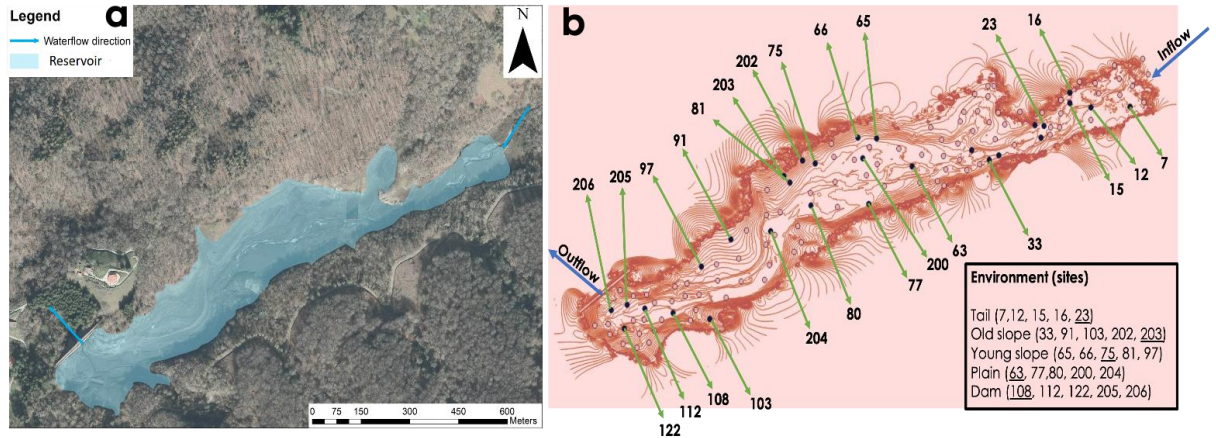 Legend
Waterflow direction
Reservoir
a
N
0 75 150 300 450 600
Meters
b
16
23
65
66
75
202
203
81
91
97
205
206
Inflow
Outflow
7
12
15
33
63
200
77
80
204
103
108
112
122
Environment (sites)
Tail (7,12, 15, 16, 23)
Old slope (33, 91, 103, 202, 203)
Young slope (65, 66, 75, 81, 97)
Plain (63, 77,80, 200, 204)
Dam (108, 112, 122, 205, 206)